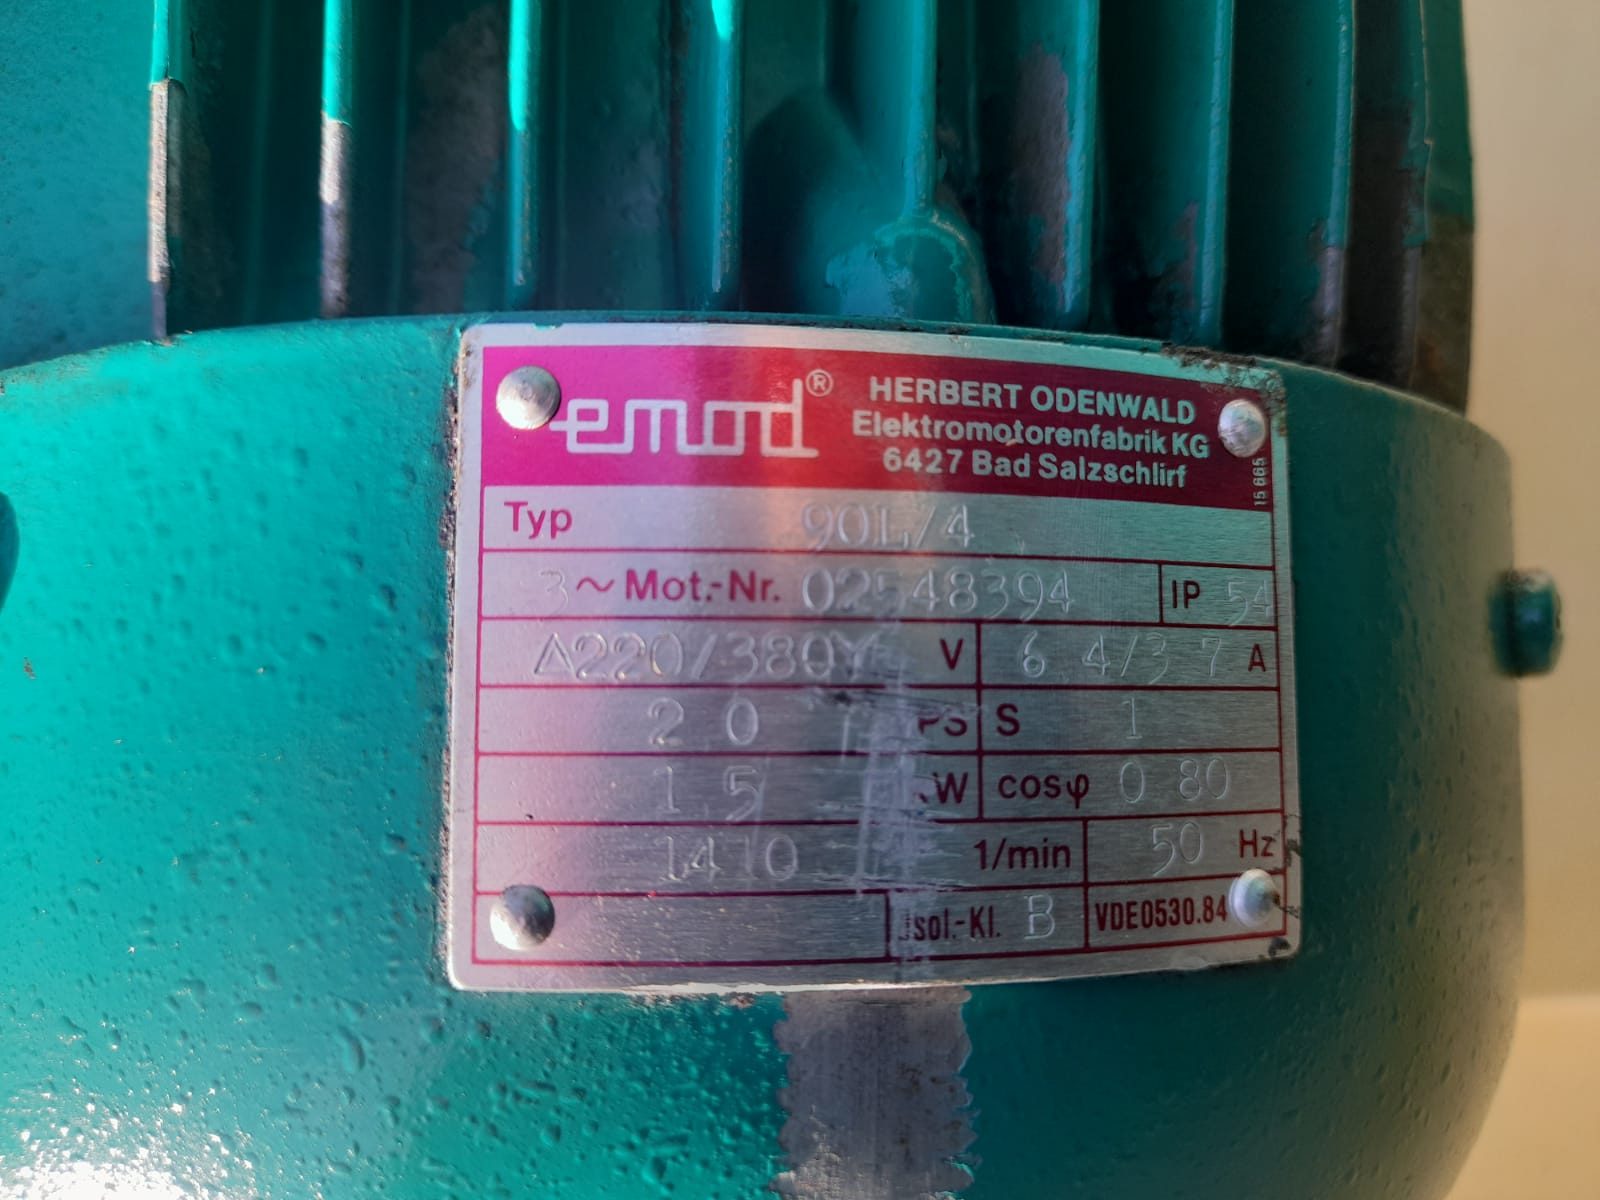 emod®
HERBERT ODENWALD
Elektromotorenfabrik KG
6427 Bad Salzschlirf
15 665
Typ 90L/4
3~ Mot.-Nr. 02548394 IP 54
Δ220/380Y V 6 4/3 7 A
2 0 PS S 1
1,5 kW cosφ 0 80
1410 1/min 50 Hz
Jsol.-Kl. B VDE0530.84